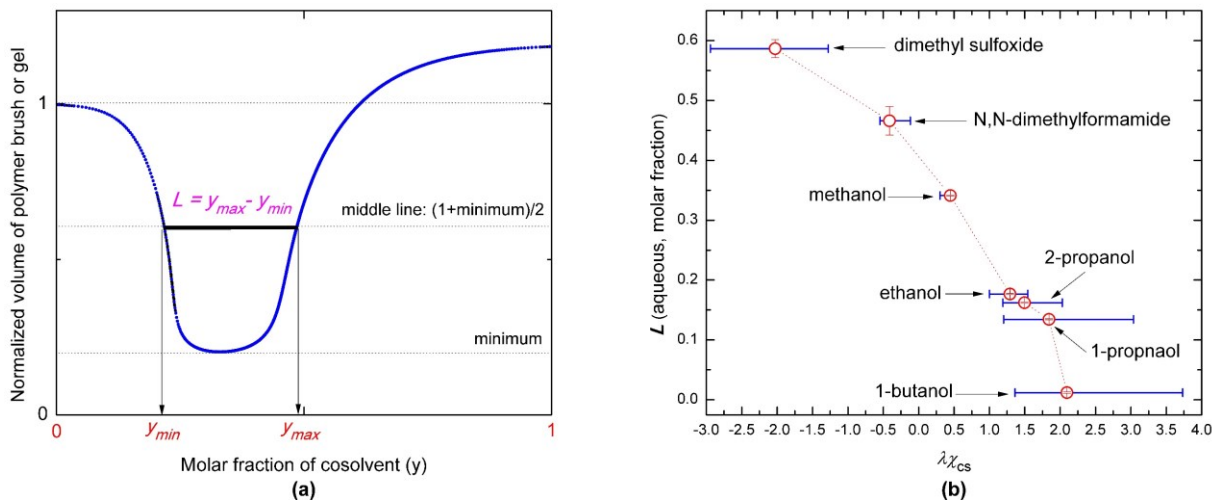 Normalized volume of polymer brush or gel
1
0
L = ymax- ymin
middle line: (1+minimum)/2
minimum
0
ymin
ymax
1
Molar fraction of cosolvent (y)
(a)
L (aqueous, molar fraction)
0.6
0.5
0.4
0.3
0.2
0.1
0.0
dimethyl sulfoxide
N,N-dimethylformamide
methanol
2-propanol
ethanol
1-propnaol
1-butanol
-3.0 -2.5 -2.0 -1.5 -1.0 -0.5 0.0 0.5 1.0 1.5 2.0 2.5 3.0 3.5 4.0
λχcs
(b)